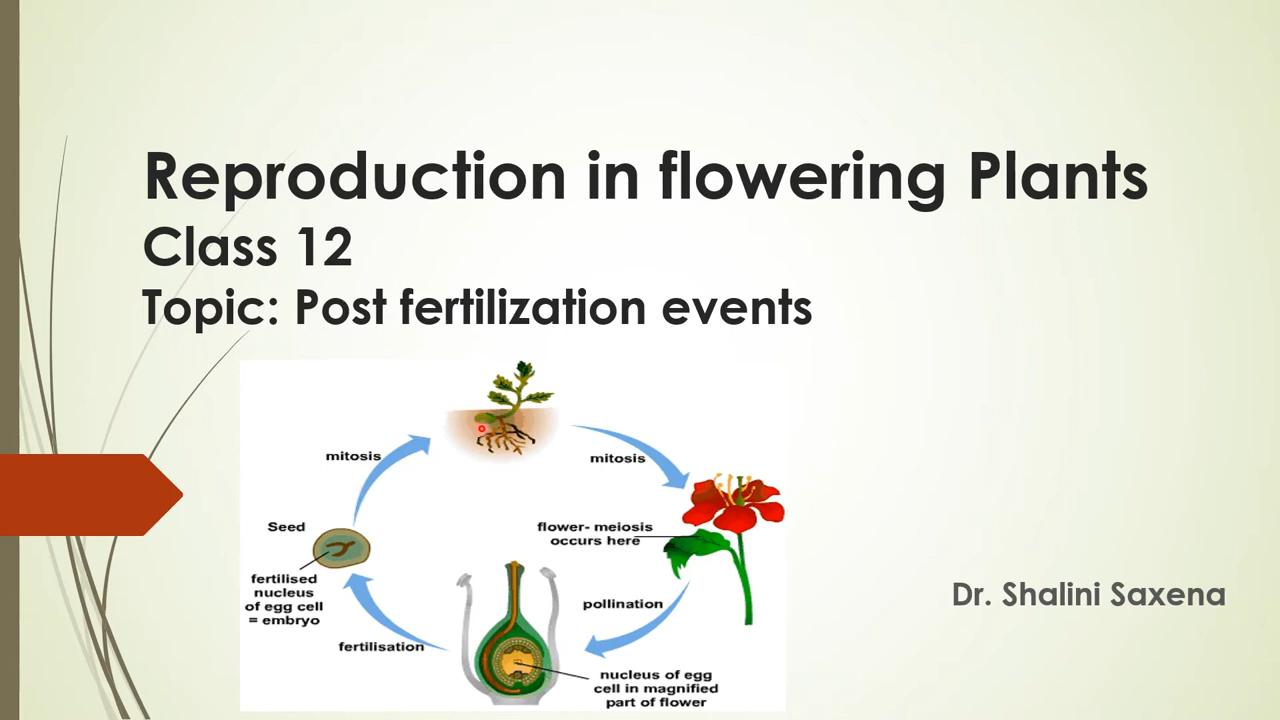 Reproduction in flowering Plants
Class 12
Topic: Post fertilization events
mitosis
mitosis
Seed
flower- meiosis
occurs here
fertilised
nucleus
of egg cell
= embryo
pollination
fertilisation
nucleus of egg
cell in magnified
part of flower
Dr. Shalini Saxena